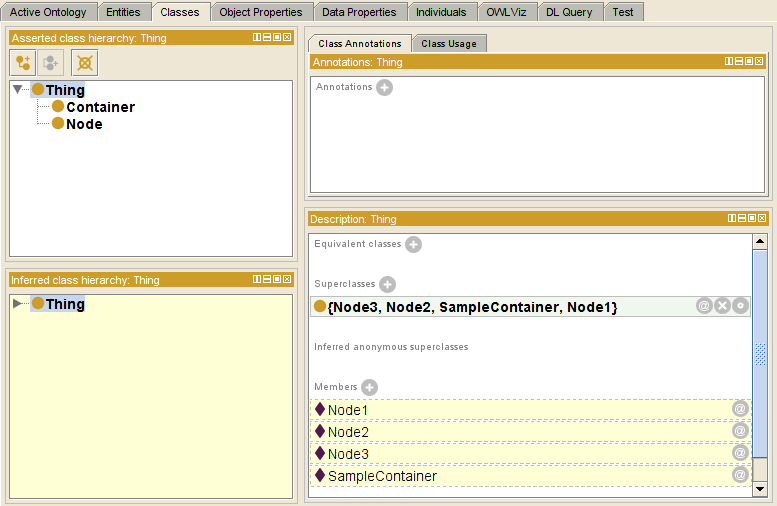 Active Ontology Entities Classes Object Properties Data Properties Individuals OWLViz DL Query Test
Asserted class hierarchy: Thing
Thing
Container
Node
Inferred class hierarchy: Thing
Thing
Class Annotations Class Usage
Annotations: Thing
Annotations
Description: Thing
Equivalent classes
Superclasses
{Node3, Node2, SampleContainer, Node1}
Inferred anonymous superclasses
Members
Node1
Node2
Node3
SampleContainer